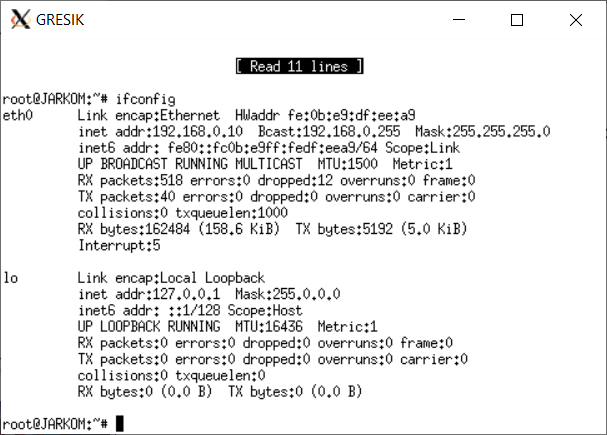 GRESIK
[ Read 11 lines ]
root@JARKOM:~# ifconfig
eth0      Link encap:Ethernet  HWaddr fe:0b:e9:df:ee:a9
          inet addr:192.168.0.10  Bcast:192.168.0.255  Mask:255.255.255.0
          inet6 addr: fe80::fc0b:e9ff:fedf:eea9/64 Scope:Link
          UP BROADCAST RUNNING MULTICAST  MTU:1500  Metric:1
          RX packets:518 errors:0 dropped:12 overruns:0 frame:0
          TX packets:40 errors:0 dropped:0 overruns:0 carrier:0
          collisions:0 txqueuelen:1000
          RX bytes:162484 (158.6 KiB)  TX bytes:5192 (5.0 KiB)
          Interrupt:5
lo        Link encap:Local Loopback
          inet addr:127.0.0.1  Mask:255.0.0.0
          inet6 addr: ::1/128 Scope:Host
          UP LOOPBACK RUNNING  MTU:16436  Metric:1
          RX packets:0 errors:0 dropped:0 overruns:0 frame:0
          TX packets:0 errors:0 dropped:0 overruns:0 carrier:0
          collisions:0 txqueuelen:0
          RX bytes:0 (0.0 B)  TX bytes:0 (0.0 B)
root@JARKOM:~#